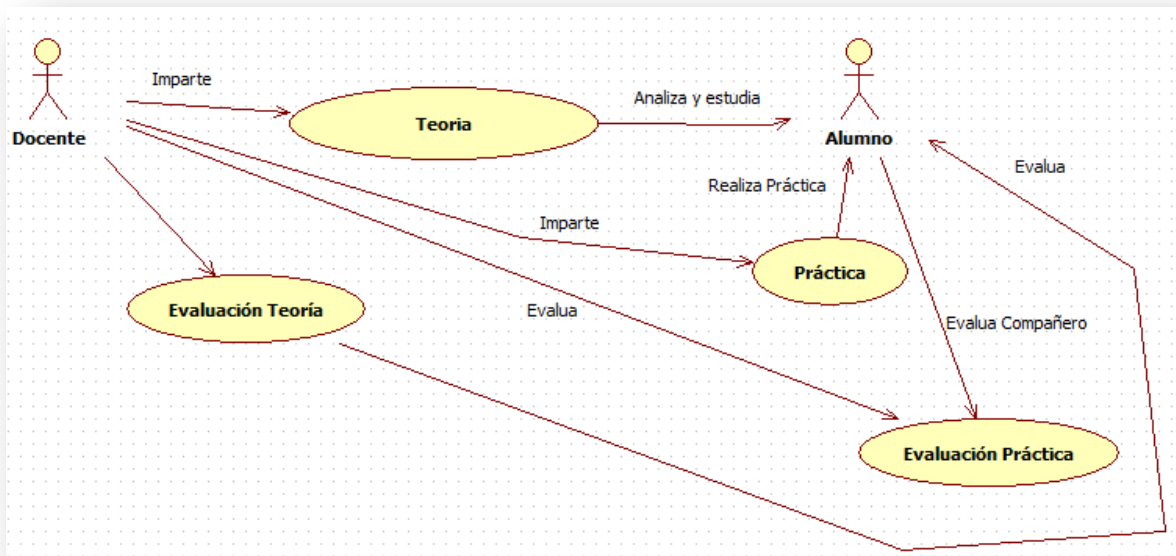 Imparte
Teoria
Analiza y estudia
Docente
Alumno
Evalua
Realiza Práctica
Imparte
Práctica
Evaluación Teoría
Evalua
Evalua Compañero
Evaluación Práctica